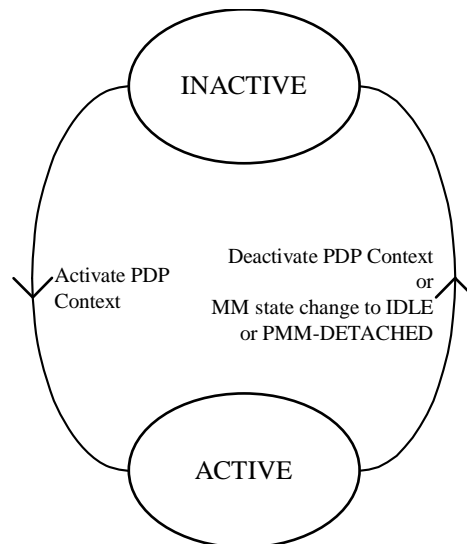 INACTIVE
Activate PDP
Context
Deactivate PDP Context
or
MM state change to IDLE
or PMM-DETACHED
ACTIVE